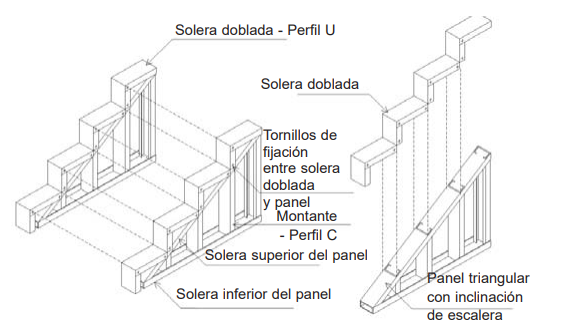 Solera doblada - Perfil U
Solera doblada
Tornillos de
fijación
entre solera
doblada
y panel
Montante
- Perfil C
Solera superior del panel
Solera inferior del panel
Panel triangular
con inclinación
de escalera